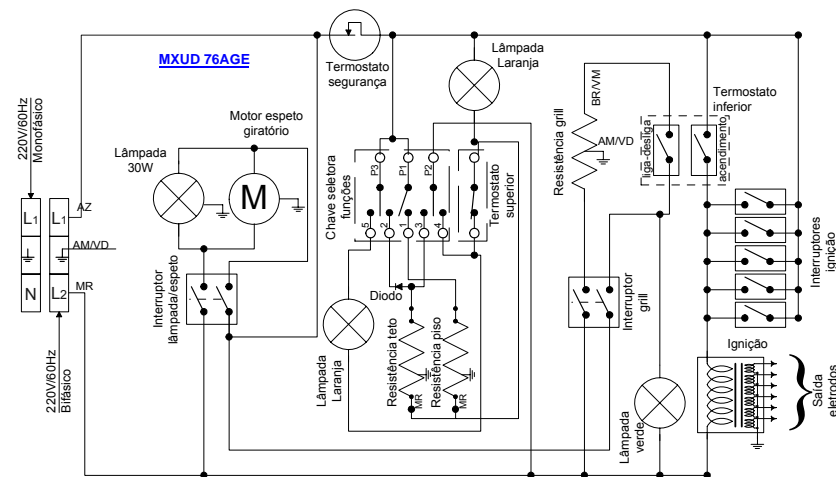 MXUD 76AGE
Termostato
segurança
Lâmpada
Laranja
220V/60Hz
Monofásico
Lâmpada
30W
Motor espeto
giratório
M
L1
L1
AZ
AM/VD
N
L2
MR
220V/60Hz
Bifásico
Interruptor
lâmpada/espeto
Chave seletora
funções
P3
P1
P2
5
2
1
3
4
Termostato
superior
Diodo
Lâmpada
Laranja
Resistência teto
MR
Resistência piso
MR
Resistência grill
BR/VM
AM/VD
liga-desliga
acendimento
Termostato
inferior
Interruptor
grill
Interruptores
ignição
Lâmpada
verde
Ignição
Saída
eletrodos